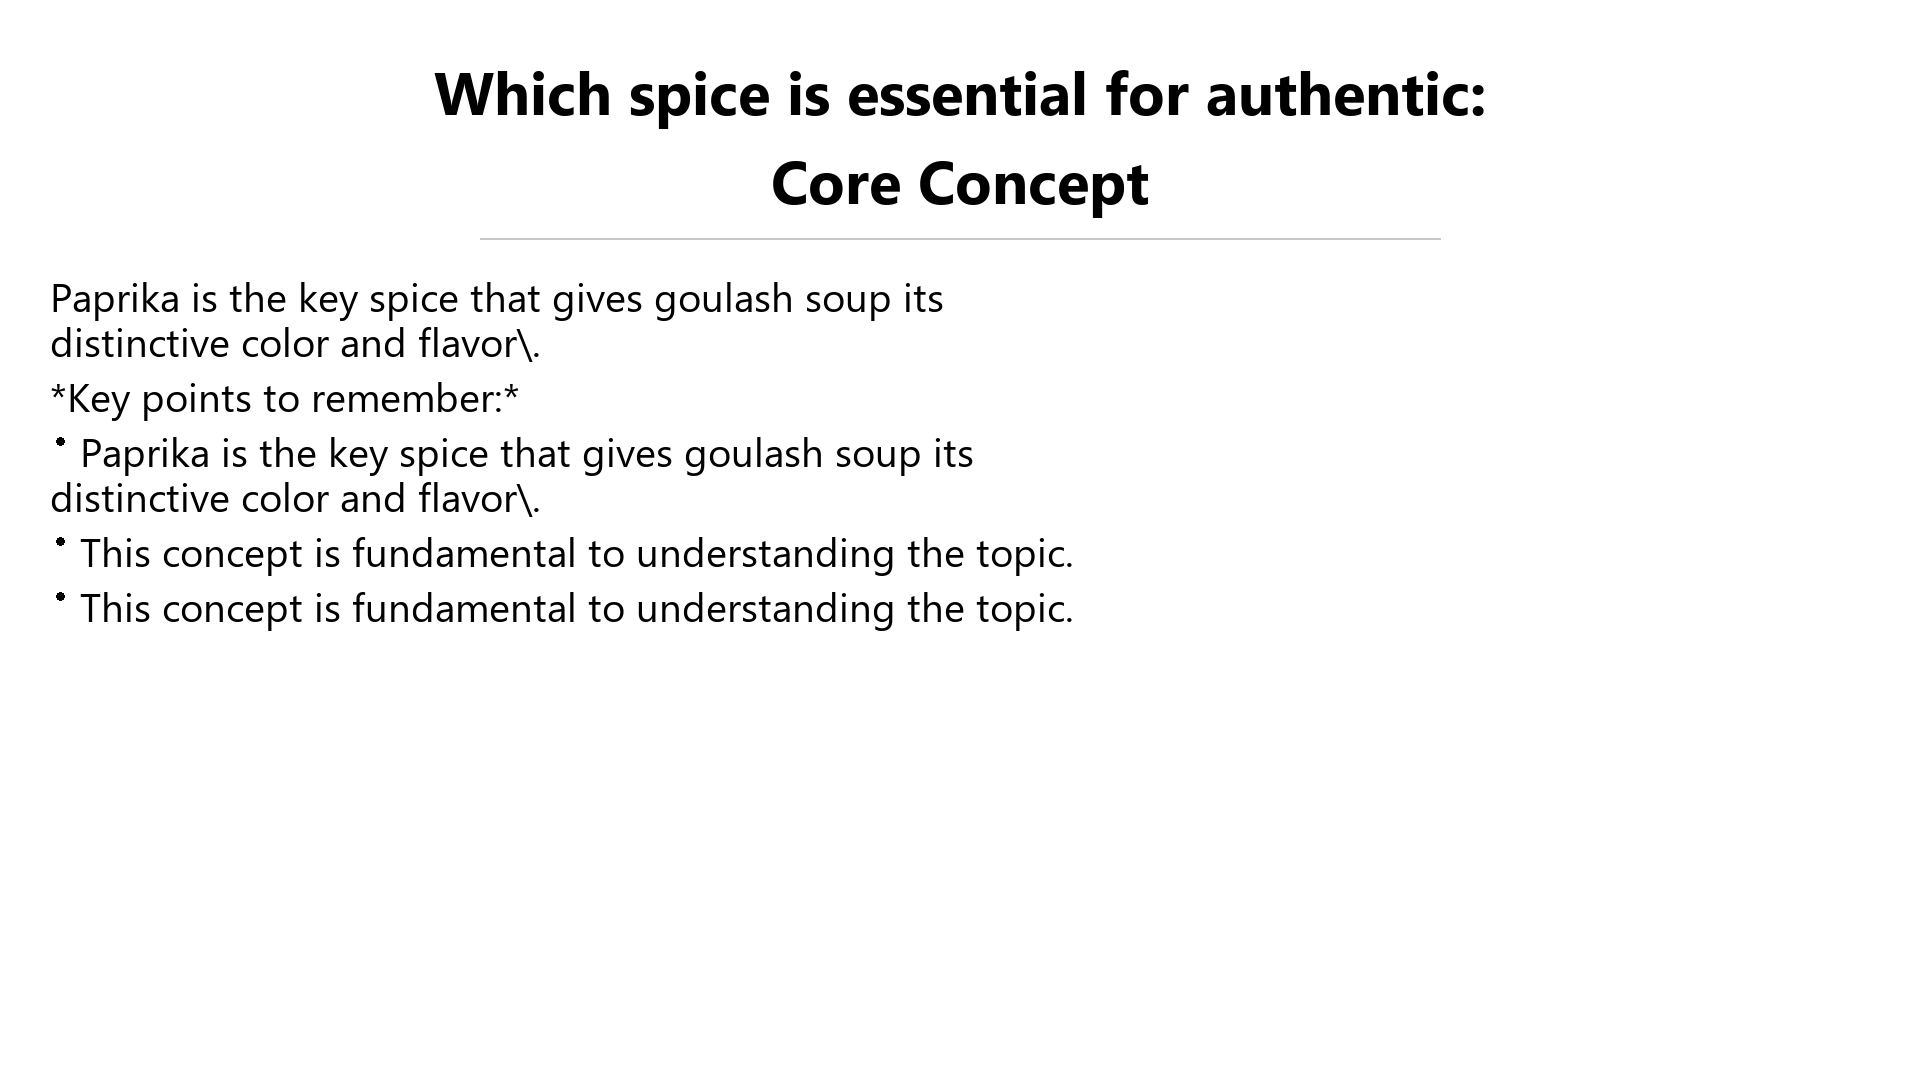 Which spice is essential for authentic:
Core Concept
Paprika is the key spice that gives goulash soup its
distinctive color and flavor\.
*Key points to remember:*
• Paprika is the key spice that gives goulash soup its
distinctive color and flavor\.
• This concept is fundamental to understanding the topic.
• This concept is fundamental to understanding the topic.